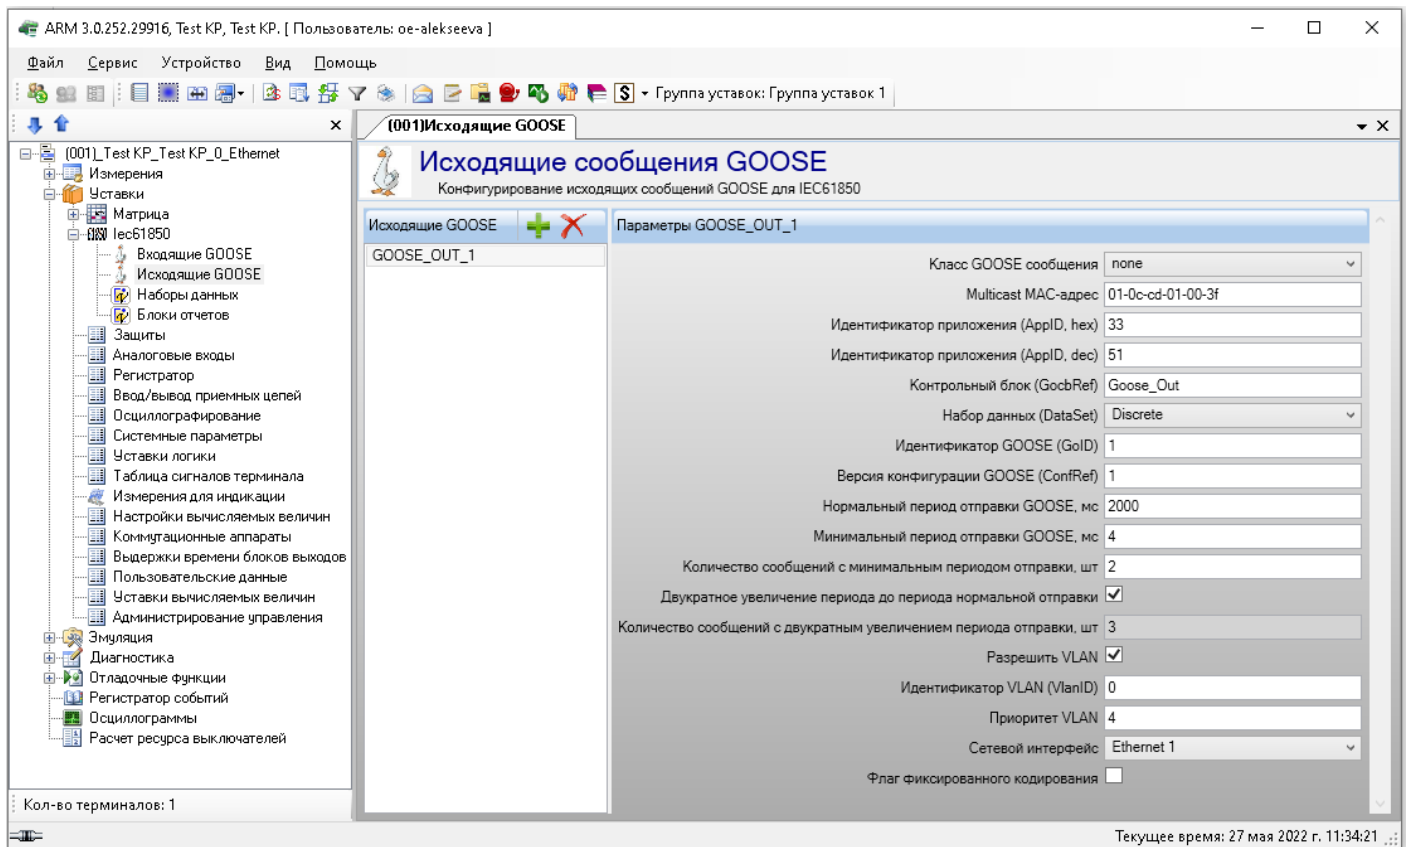 ARM 3.0.252.29916, Test KP, Test KP. [ Пользователь: oe-alekseeva ]
Файл Сервис Устройство Вид Помощь
Группа уставок: Группа уставок 1
(001)_Test KP_Test KP_0_Ethernet
Измерения
Уставки
Матрица
Iec61850
Входящие GOOSE
Исходящие GOOSE
Наборы данных
Блоки отчетов
Защиты
Аналоговые входы
Регистратор
Ввод/вывод приемных цепей
Осциллографирование
Системные параметры
Уставки логики
Таблица сигналов терминала
Измерения для индикации
Настройки вычисляемых величин
Коммутационные аппараты
Выдержки времени блоков выходов
Пользовательские данные
Уставки вычисляемых величин
Администрирование управления
Эмуляция
Диагностика
Отладочные функции
Регистратор событий
Осциллограммы
Расчет ресурса выключателей
Кол-во терминалов: 1
(001)Исходящие GOOSE
Исходящие сообщения GOOSE
Конфигурирование исходящих сообщений GOOSE для IEC61850
Исходящие GOOSE
GOOSE_OUT_1
Параметры GOOSE_OUT_1
Класс GOOSE сообщения none
Multicast MAC-адрес 01-0c-cd-01-00-3f
Идентификатор приложения (AppID, hex) 33
Идентификатор приложения (AppID, dec) 51
Контрольный блок (GocbRef) Goose_Out
Набор данных (DataSet) Discrete
Идентификатор GOOSE (GoID) 1
Версия конфигурации GOOSE (ConfRef) 1
Нормальный период отправки GOOSE, мс 2000
Минимальный период отправки GOOSE, мс 4
Количество сообщений с минимальным периодом отправки, шт 2
Двукратное увеличение периода до периода нормальной отправки
Количество сообщений с двукратным увеличением периода отправки, шт 3
Разрешить VLAN
Идентификатор VLAN (VlanID) 0
Приоритет VLAN 4
Сетевой интерфейс Ethernet 1
Флаг фиксированного кодирования
Текущее время: 27 мая 2022 г. 11:34:21